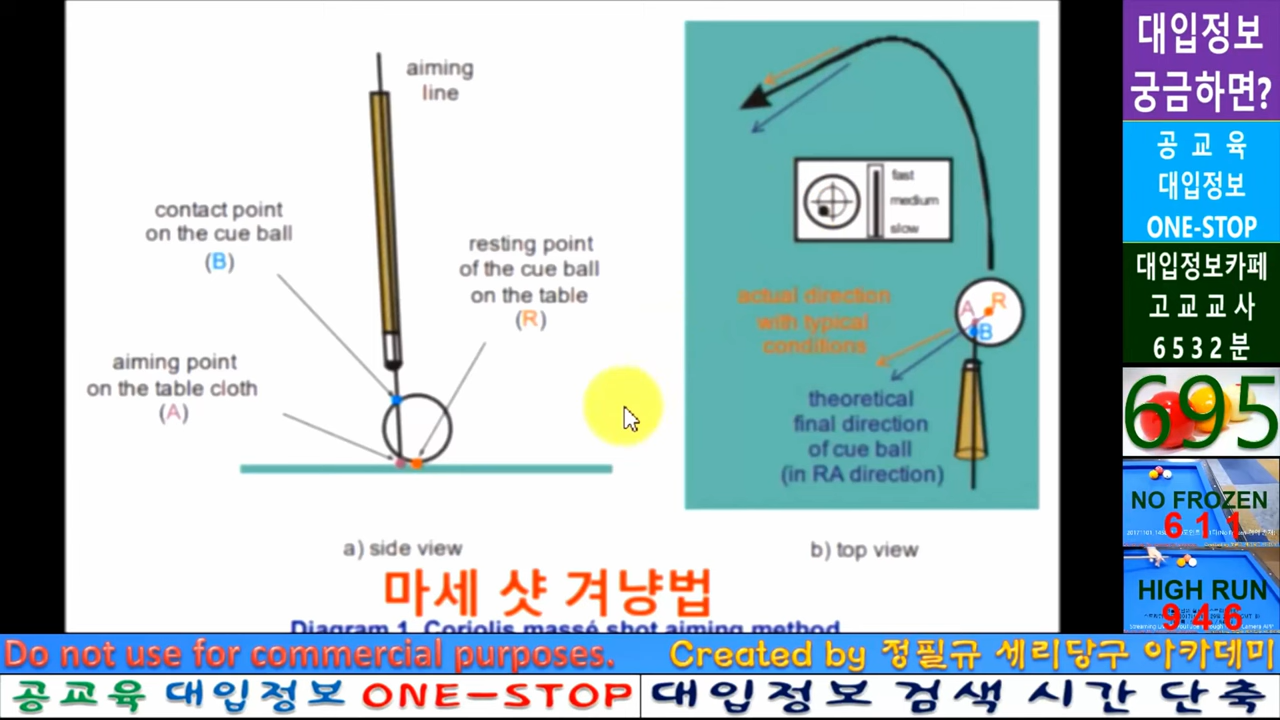 aiming
line
contact point
on the cue ball
(B)
resting point
of the cue ball
on the table
(R)
aiming point
on the table cloth
(A)
a) side view
fast
medium
slow
A
R
B
actual direction
with typical
conditions
theoretical
final direction
of cue ball
(in RA direction)
b) top view
마세 샷 겨냥법
Diagram 1 Coriolis massé shot aiming method
Do not use for commercial purposes.
Created by 정필규 세리당구 아카데미
공교육 대입정보 ONE-STOP
대입정보 검색 시간 단축
대입정보
궁금하면?
공 교 육
대입정보
ONE-STOP
대입정보카페
고 교 교 사
6 5 3 2 분
695
NO FROZEN
6 1 1
HIGH RUN
9 4 6